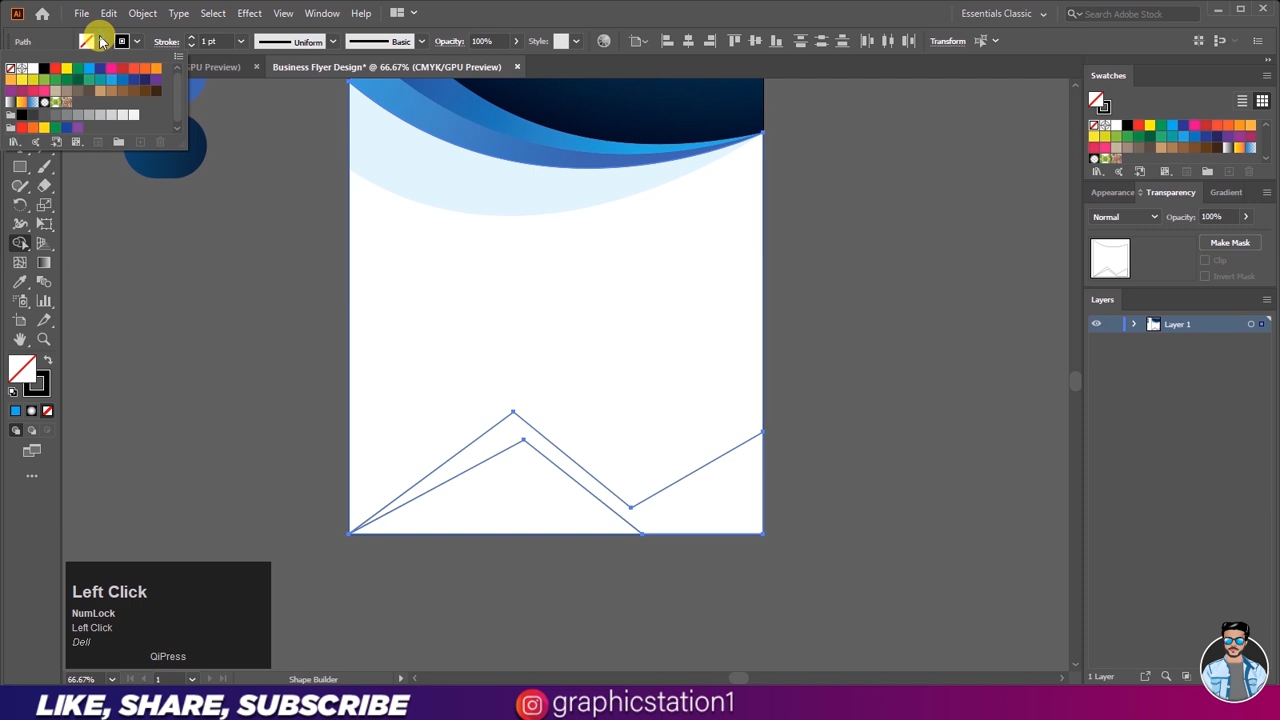 Ai File Edit Object Type Select Effect View Window Help Essentials Classic Search Adobe Stock
Path Stroke: 1 pt Uniform Basic Opacity: 100% Style: Transform
Preview) × Business Flyer Design* @ 66.67% (CMYK/GPU Preview) ×
Swatches
Appearance Transparency Gradient
Normal Opacity: 100%
Make Mask
Clip
Invert Mask
Layers
Layer 1
Left Click
NumLock
Left Click
Dell
QiPress
66.67% 1 Shape Builder 1 Layer
LIKE, SHARE, SUBSCRIBE graphicstation1